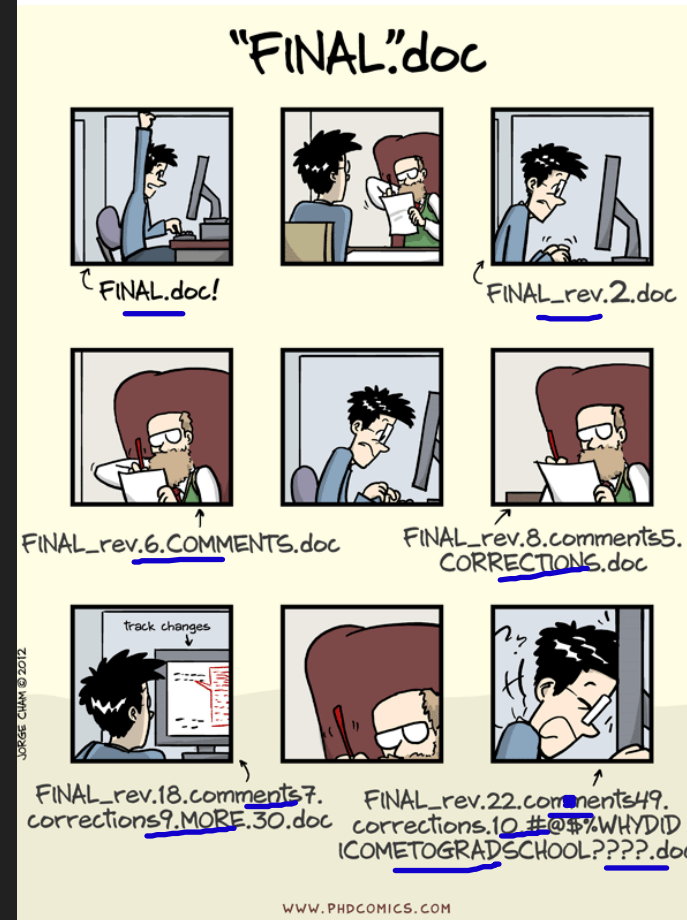 "FINAL".doc
FINAL.doc!
FINAL_rev.2.doc
FINAL_rev.6.COMMENTS.doc
FINAL_rev.8.comments5.
CORRECTIONS.doc
track changes
FINAL_rev.18.comments7.
corrections9.MORE.30.doc
FINAL_rev.22.comments49.
corrections.10.#@$%WHYDID
ICOMETOGRADSCHOOL????.doc
JORGE CHAM © 2012
WWW.PHDCOMICS.COM